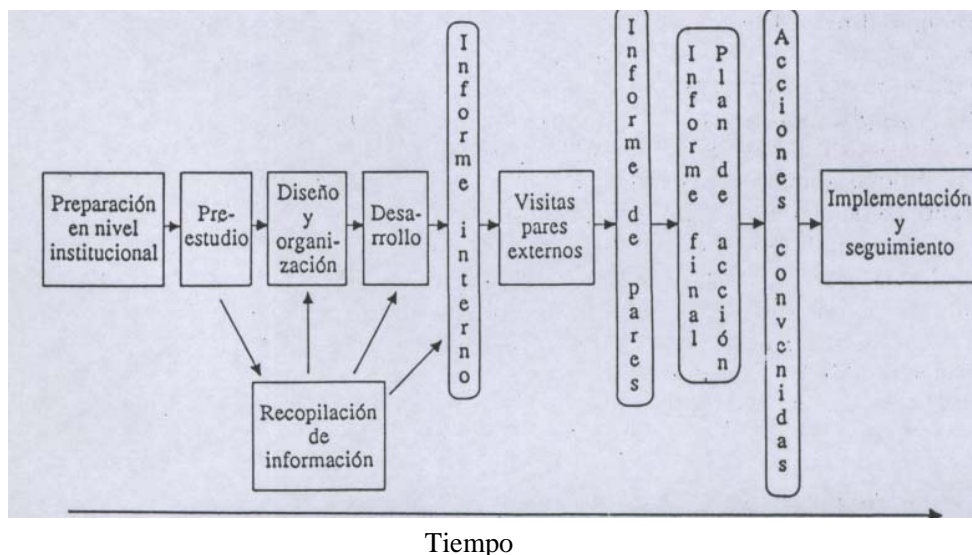 Preparación
en nivel
institucional
Pre-
estudio
Diseño
y
organi-
zación
Desa-
rrollo
Recopilación
de
información
Informe interno
Visitas
pares
externos
Informe de pares
Informe final
Plan de acción
Acciones convenidas
Implementación
y
seguimiento
Tiempo